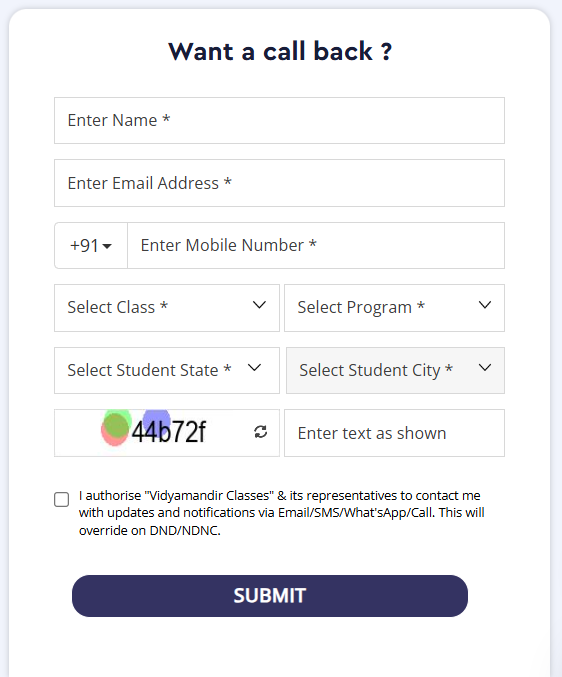 Want a call back ?
Enter Name *
Enter Email Address *
+91 Enter Mobile Number *
Select Class * Select Program *
Select Student State * Select Student City *
44b72f Enter text as shown
I authorise "Vidyamandir Classes" & its representatives to contact me
with updates and notifications via Email/SMS/What'sApp/Call. This will
override on DND/NDNC.
SUBMIT